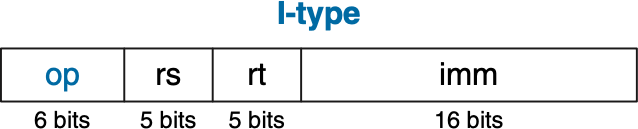 I-type
op rs rt imm
6 bits 5 bits 5 bits 16 bits